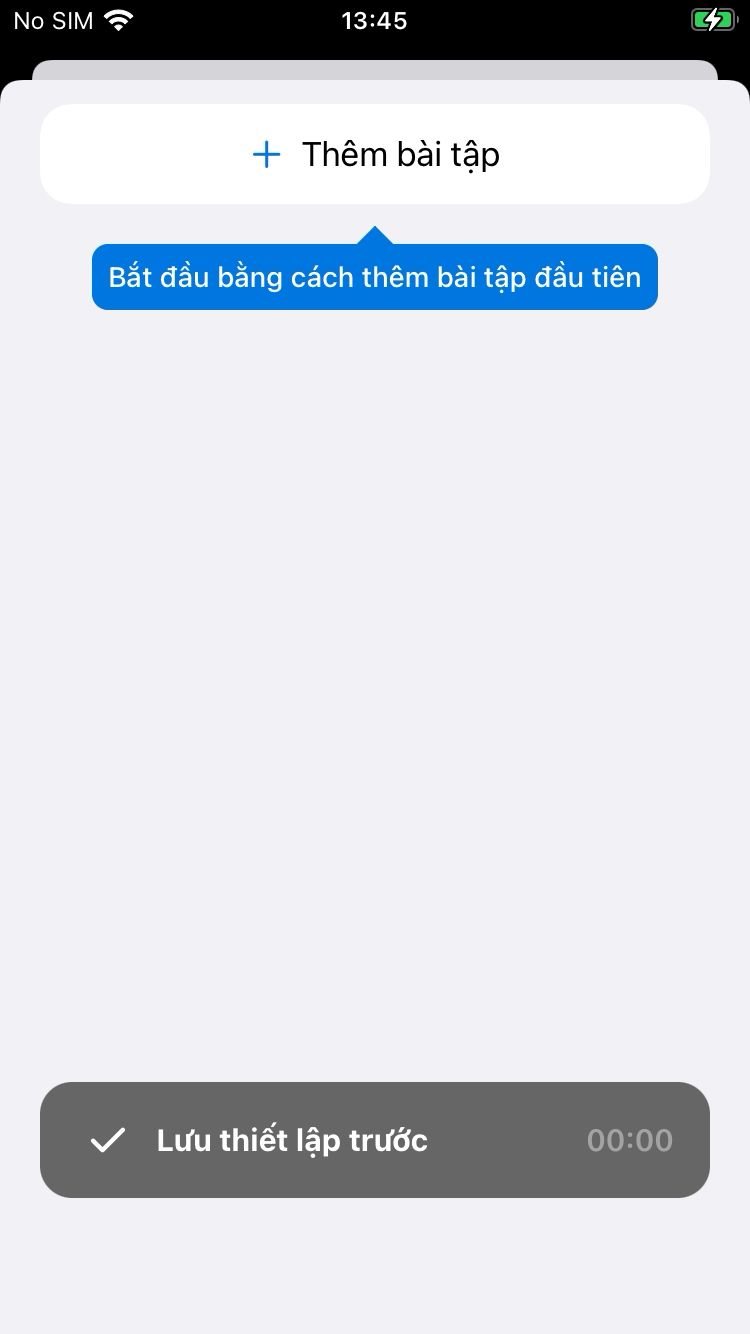 No SIM
13:45
Thêm bài tập
Bắt đầu bằng cách thêm bài tập đầu tiên
Lưu thiết lập trước
00:00